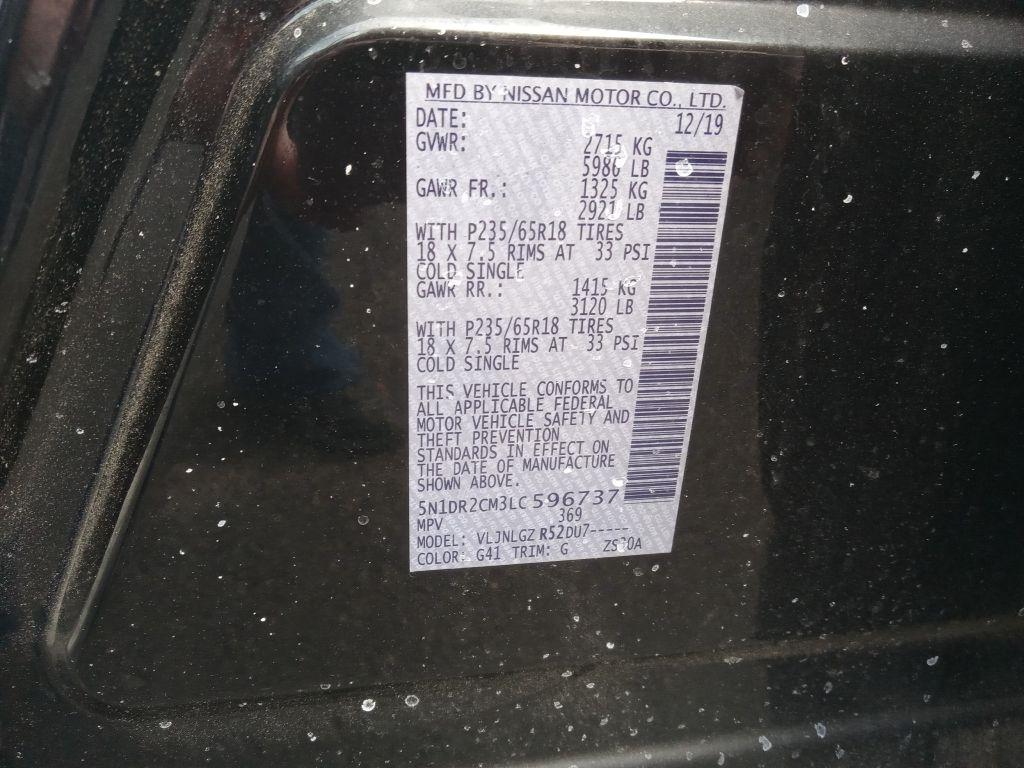 MFD BY NISSAN MOTOR CO., LTD.
DATE: 12/19
GVWR: 2715 KG
5986 LB
GAWR FR.: 1325 KG
2921 LB
WITH P235/65R18 TIRES
18 X 7.5 RIMS AT 33 PSI
COLD SINGLE
GAWR RR.: 1415 KG
3120 LB
WITH P235/65R18 TIRES
18 X 7.5 RIMS AT 33 PSI
COLD SINGLE
THIS VEHICLE CONFORMS TO
ALL APPLICABLE FEDERAL
MOTOR VEHICLE SAFETY AND
THEFT PREVENTION
STANDARDS IN EFFECT ON
THE DATE OF MANUFACTURE
SHOWN ABOVE.
5N1DR2CM3LC596737
MPV 369
MODEL: VLJNLGZ R52DU7-----
COLOR: G41 TRIM: G